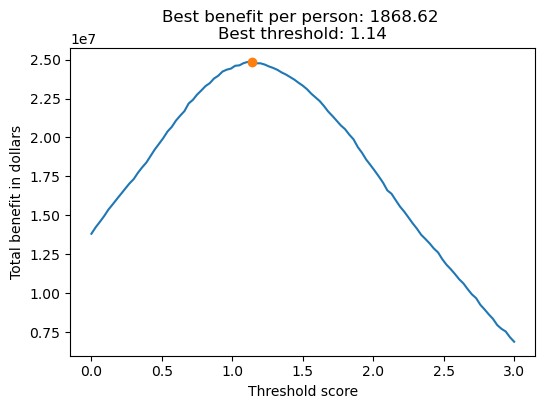 Best benefit per person: 1868.62
Best threshold: 1.14
1e7
2.50
2.25
2.00
1.75
1.50
1.25
1.00
0.75
Total benefit in dollars
0.0 0.5 1.0 1.5 2.0 2.5 3.0
Threshold score